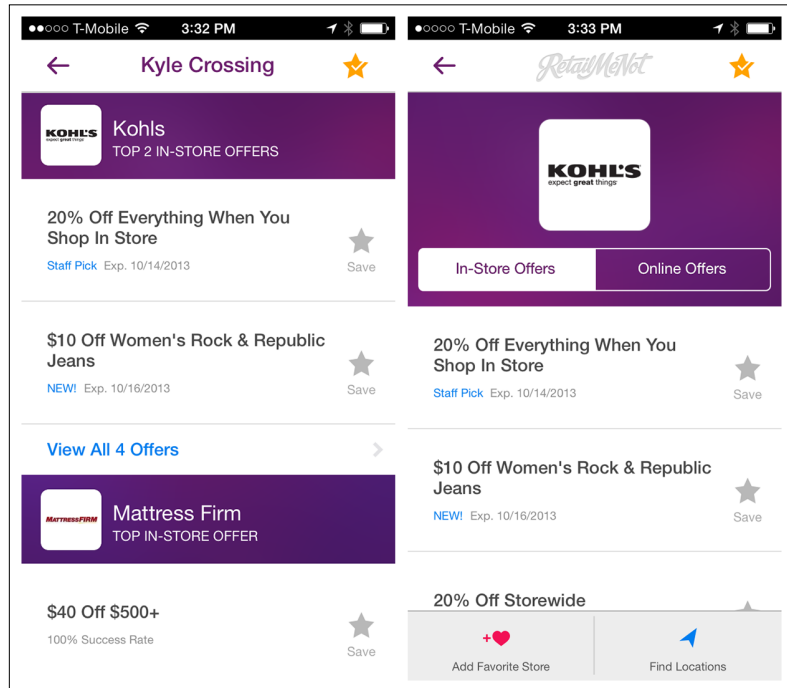 T-Mobile 3:32 PM
Kyle Crossing
KOHL'S
expect great things
Kohls
TOP 2 IN-STORE OFFERS
20% Off Everything When You
Shop In Store
Staff Pick Exp. 10/14/2013
Save
$10 Off Women's Rock & Republic
Jeans
NEW! Exp. 10/16/2013
Save
View All 4 Offers
MATTRESSFIRM
Mattress Firm
TOP IN-STORE OFFER
$40 Off $500+
100% Success Rate
Save
T-Mobile 3:33 PM
RetailMeNot
KOHL'S
expect great things
In-Store Offers Online Offers
20% Off Everything When You
Shop In Store
Staff Pick Exp. 10/14/2013
Save
$10 Off Women's Rock & Republic
Jeans
NEW! Exp. 10/16/2013
Save
20% Off Storewide
Add Favorite Store Find Locations